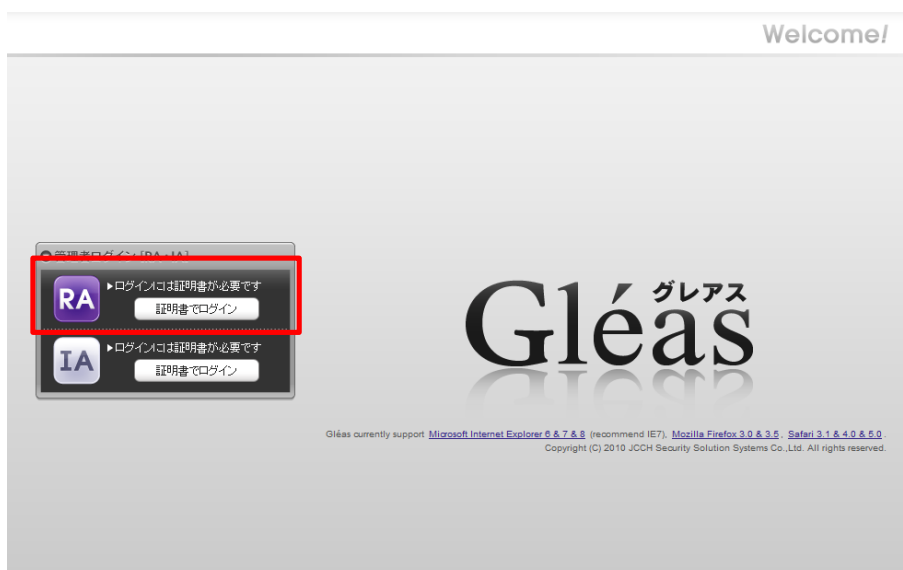 Welcome!
管理者ログイン [RA・IA]
RA
▶ログインには証明書が必要です
証明書でログイン
IA
▶ログインには証明書が必要です
証明書でログイン
グレアス
Gléas
Gléas currently support Microsoft Internet Explorer 6 & 7 & 8 (recommend IE7), Mozilla Firefox 3.0 & 3.5, Safari 3.1 & 4.0 & 5.0.
Copyright (C) 2010 JCCH Security Solution Systems Co.,Ltd. All rights reserved.